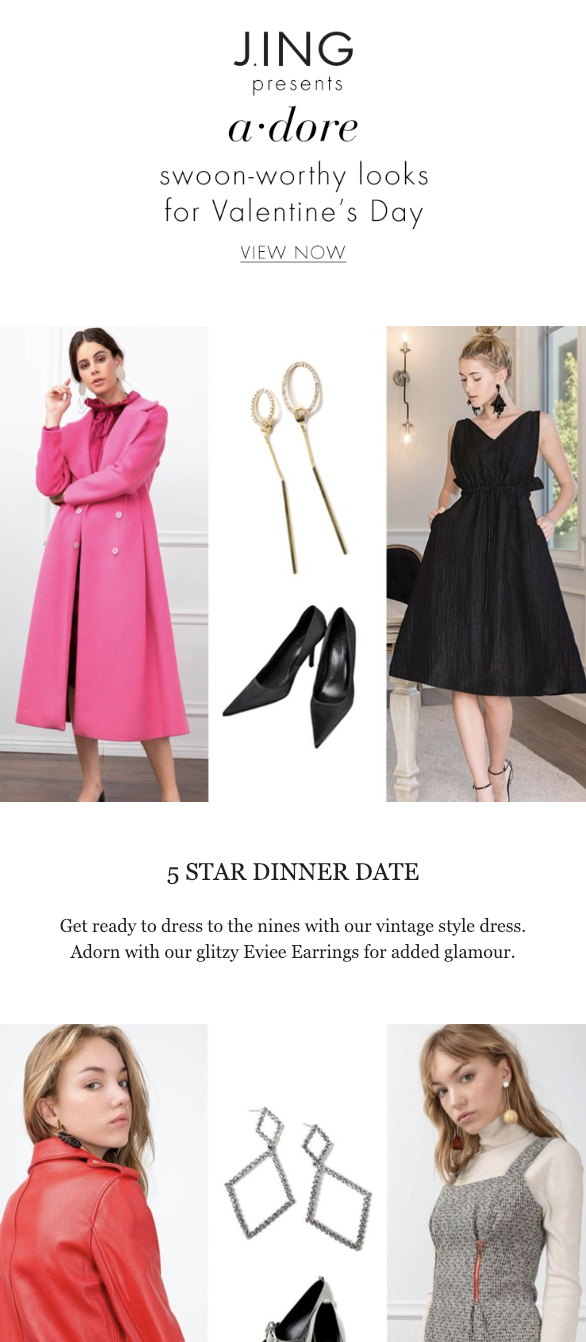 J.ING
presents
a·dore
swoon-worthy looks
for Valentine's Day
VIEW NOW
5 STAR DINNER DATE
Get ready to dress to the nines with our vintage style dress.
Adorn with our glitzy Eviee Earrings for added glamour.